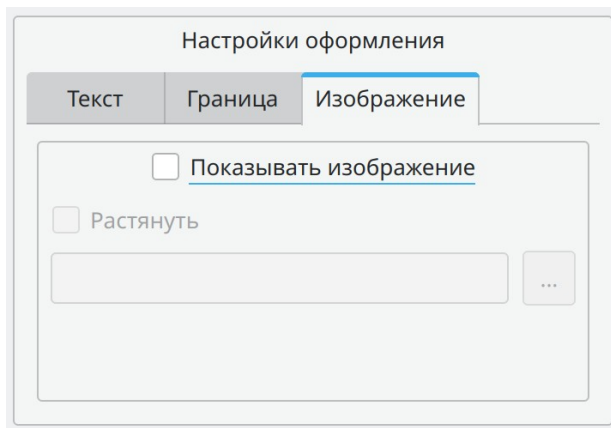 Настройки оформления
Текст Граница Изображение
Показывать изображение
Растянуть
...